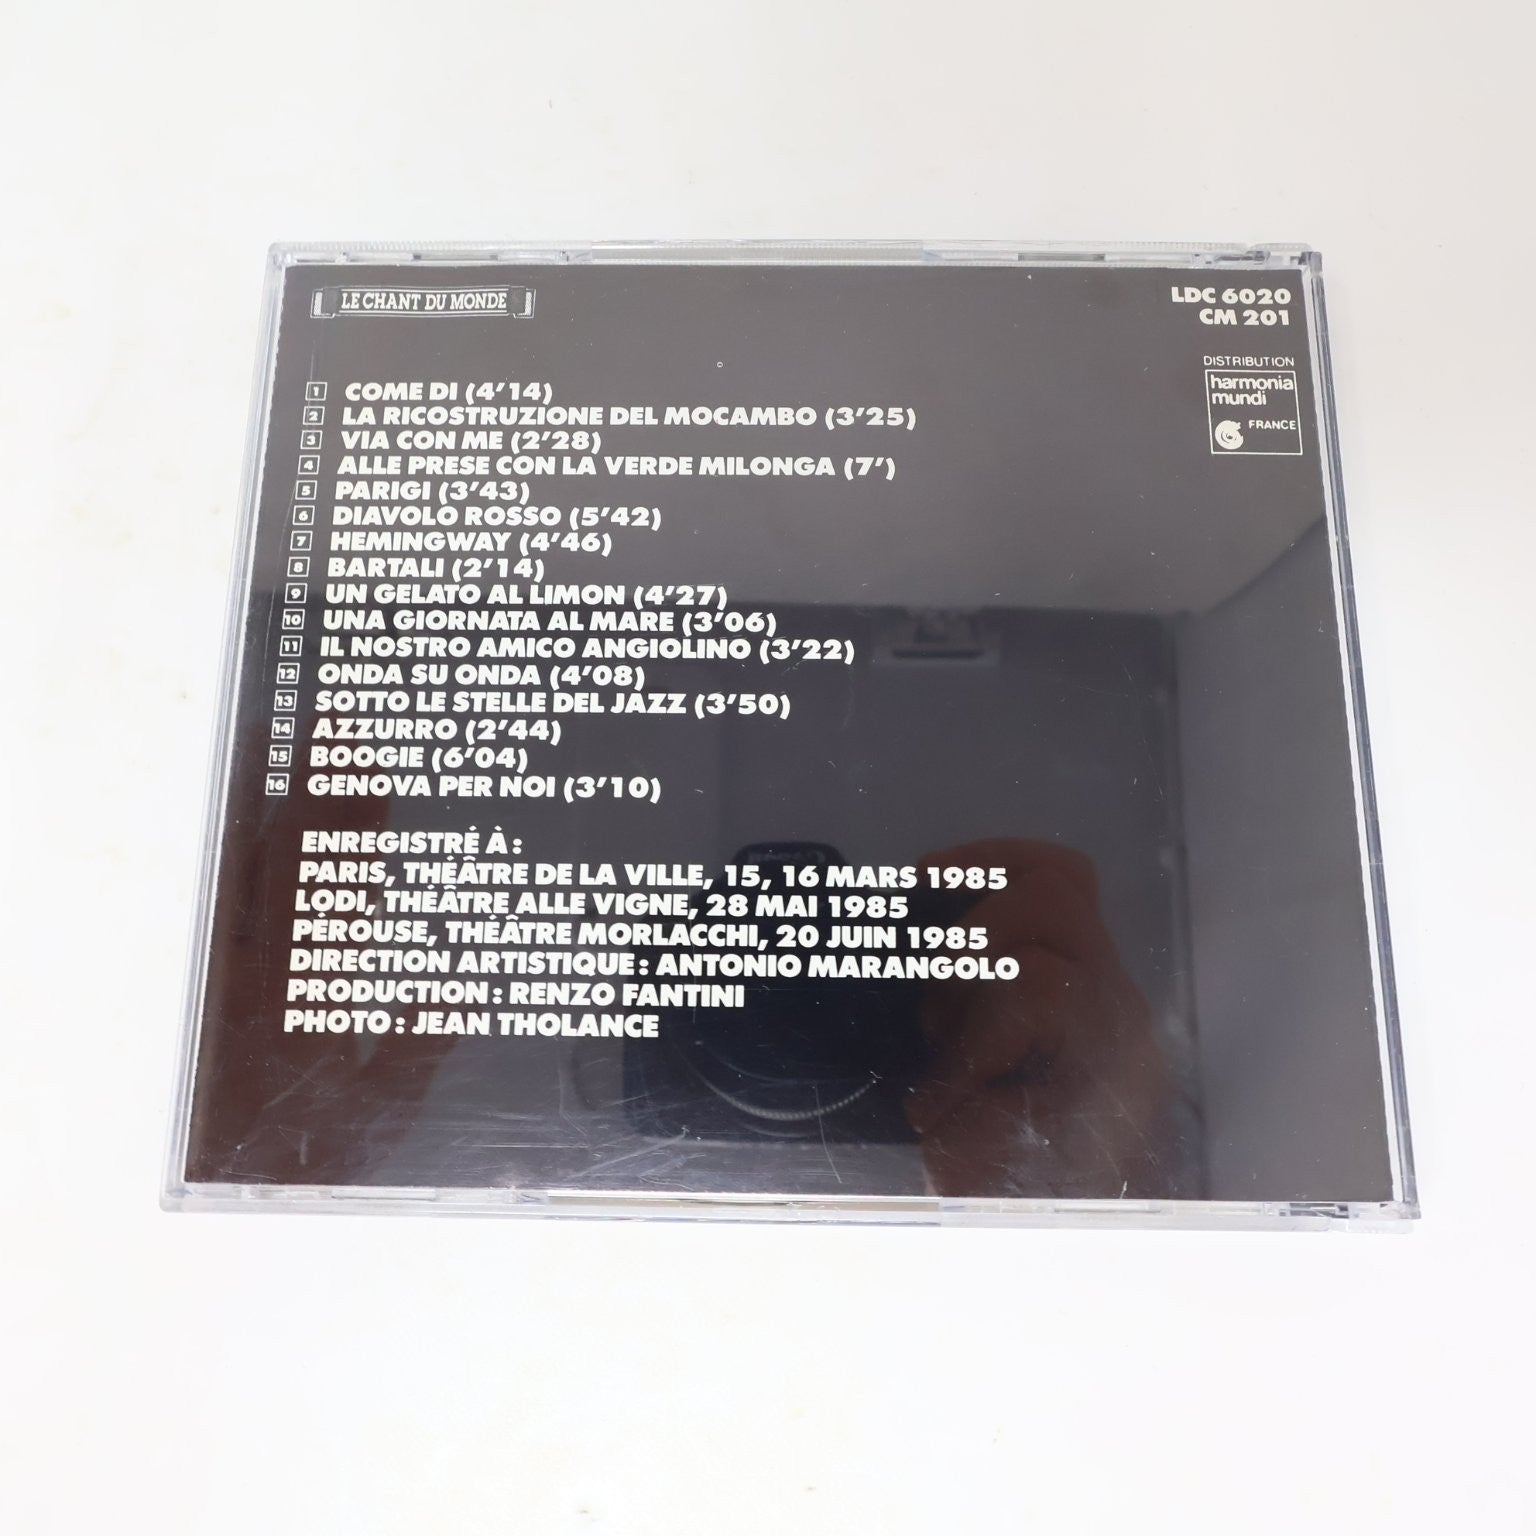 LE CHANT DU MONDE
LDC 6020
CM 201
DISTRIBUTION
harmonia
mundi
FRANCE
1 COME DI (4'14)
2 LA RICOSTRUZIONE DEL MOCAMBO (3'25)
3 VIA CON ME (2'28)
4 ALLE PRESE CON LA VERDE MILONGA (7')
5 PARIGI (3'43)
6 DIAVOLO ROSSO (5'42)
7 HEMINGWAY (4'46)
8 BARTALI (2'14)
9 UN GELATO AL LIMON (4'27)
10 UNA GIORNATA AL MARE (3'06)
11 IL NOSTRO AMICO ANGIOLINO (3'22)
12 ONDA SU ONDA (4'08)
13 SOTTO LE STELLE DEL JAZZ (3'50)
14 AZZURRO (2'44)
15 BOOGIE (6'04)
16 GENOVA PER NOI (3'10)
ENREGISTRÉ À :
PARIS, THÉÂTRE DE LA VILLE, 15, 16 MARS 1985
LODI, THÉÂTRE ALLE VIGNE, 28 MAI 1985
PÉROUSE, THÉÂTRE MORLACCHI, 20 JUIN 1985
DIRECTION ARTISTIQUE : ANTONIO MARANGOLO
PRODUCTION : RENZO FANTINI
PHOTO : JEAN THOLANCE